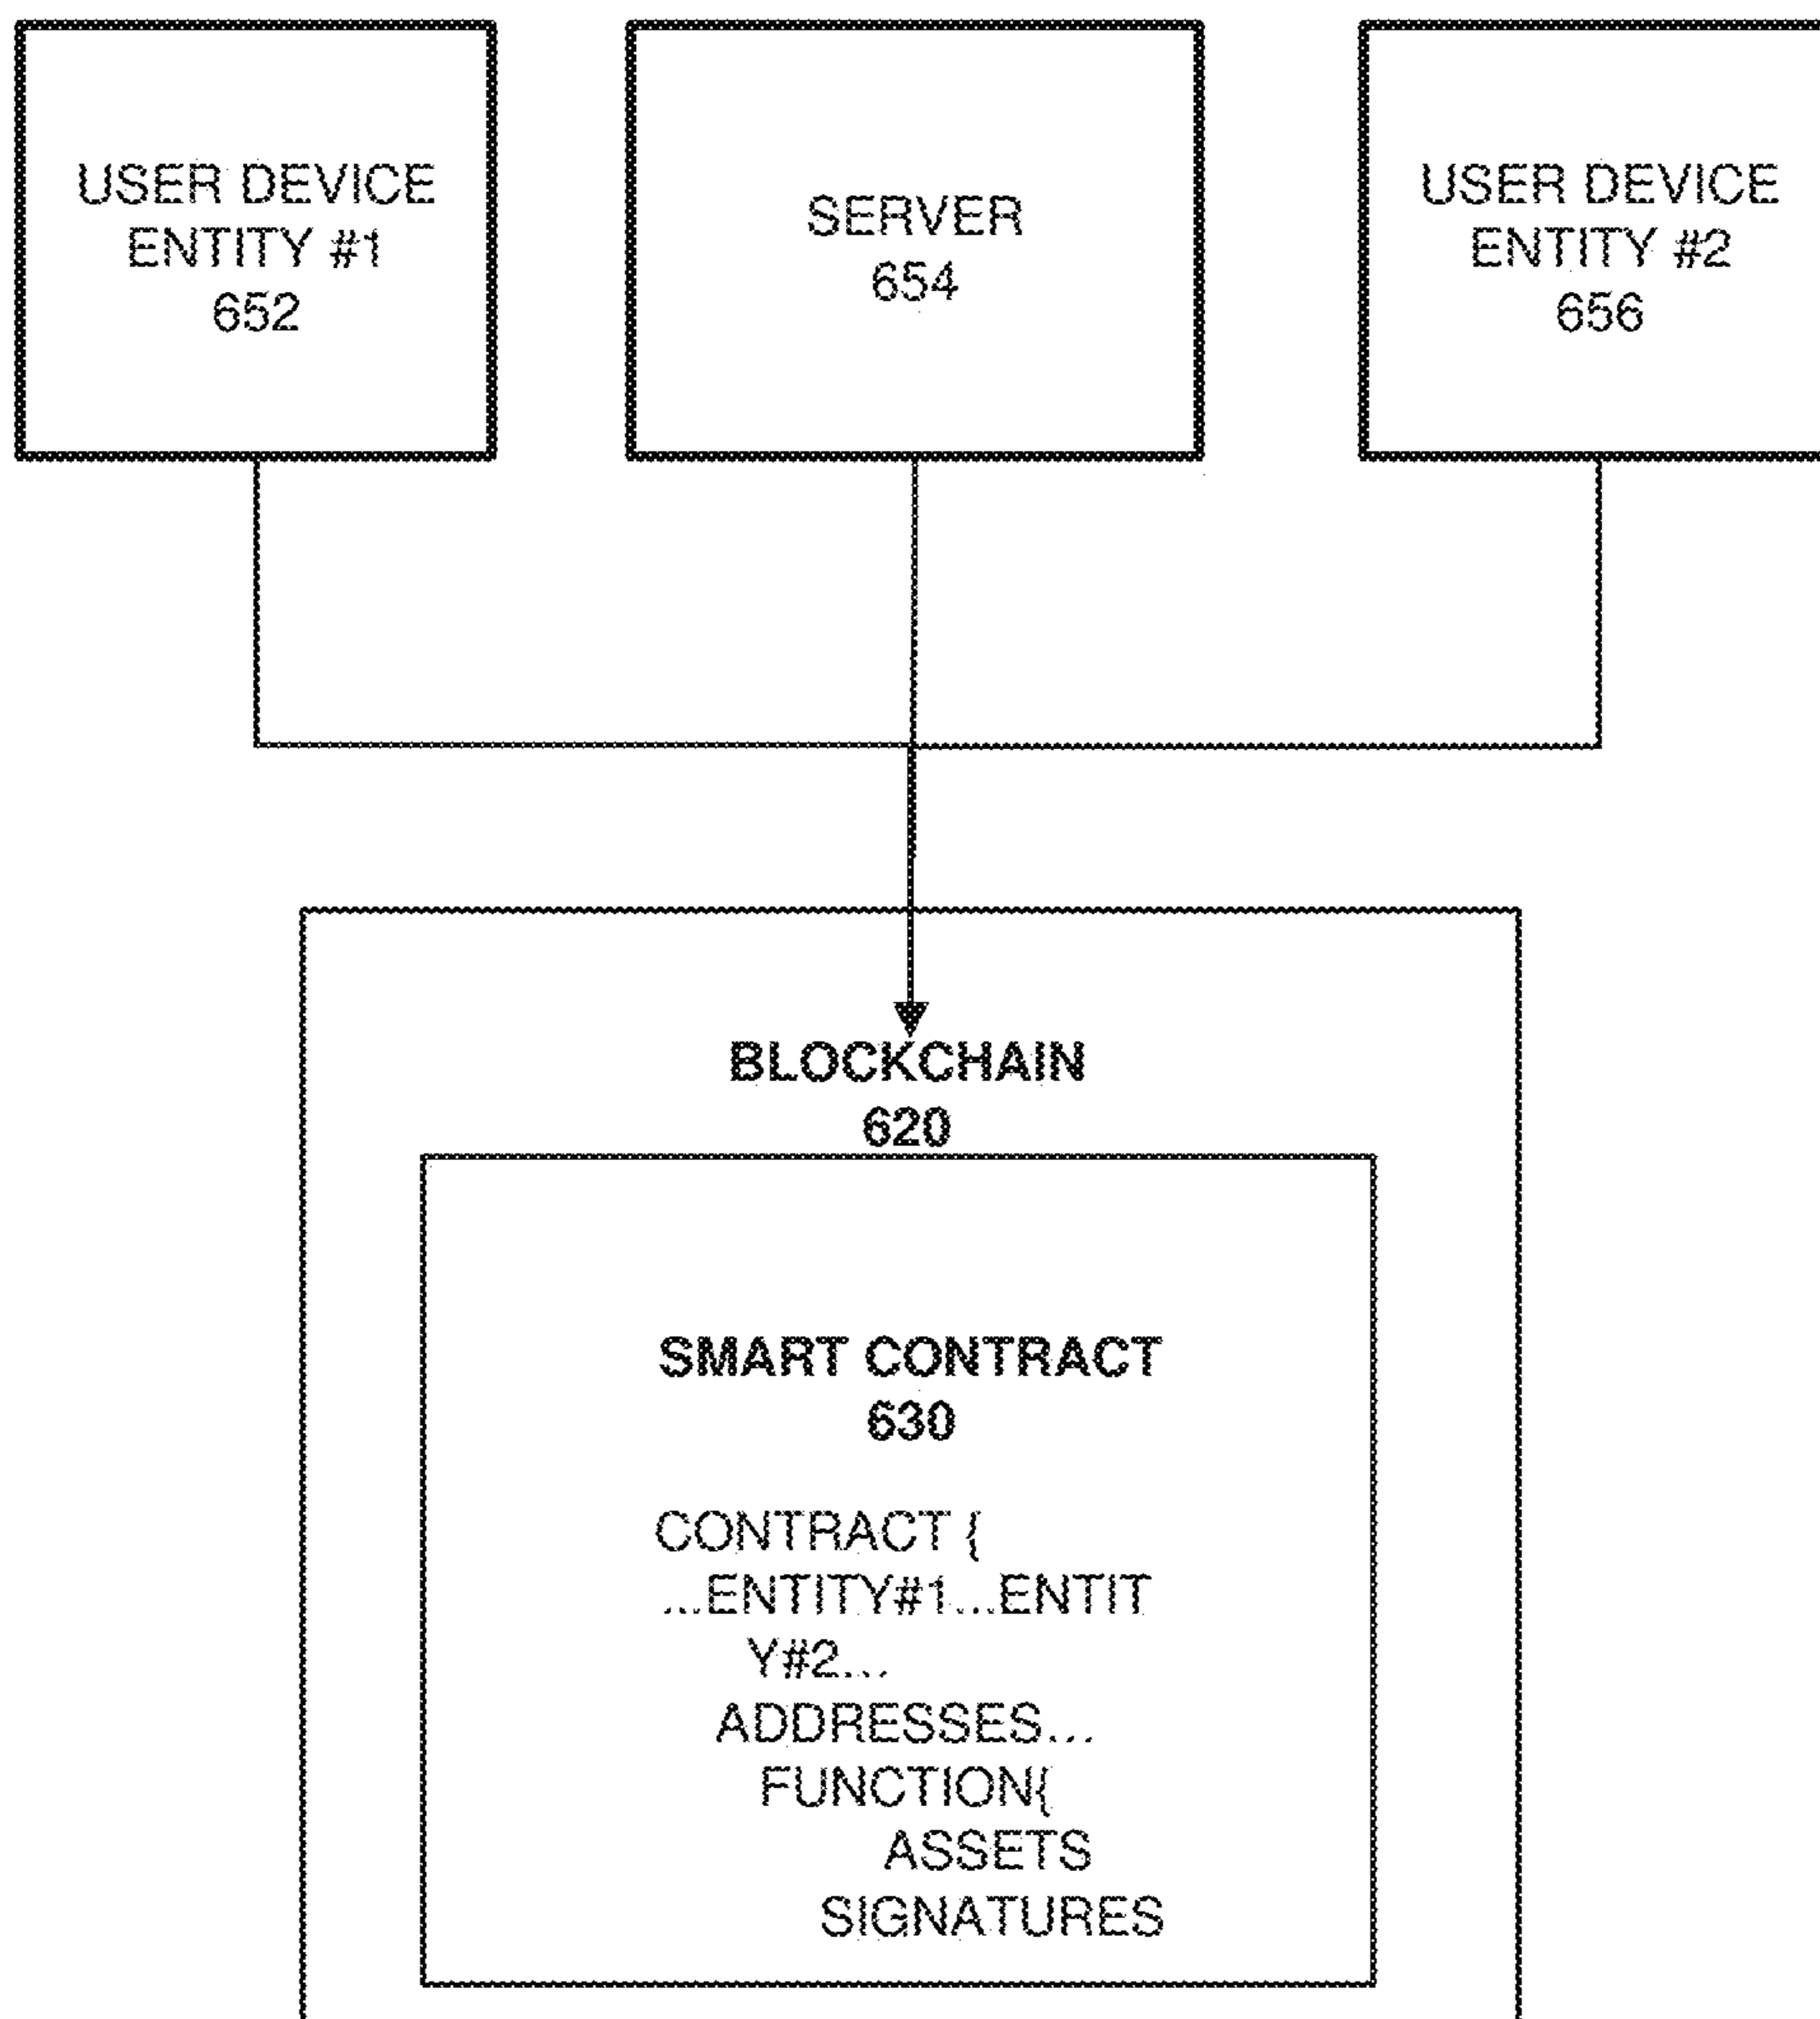 USER DEVICE
ENTITY #1
652
SERVER
654
USER DEVICE
ENTITY #2
656
BLOCKCHAIN
620
SMART CONTRACT
630
CONTRACT {
...ENTITY#1...ENTIT
Y#2...
ADDRESSES...
FUNCTION{
ASSETS
SIGNATURES